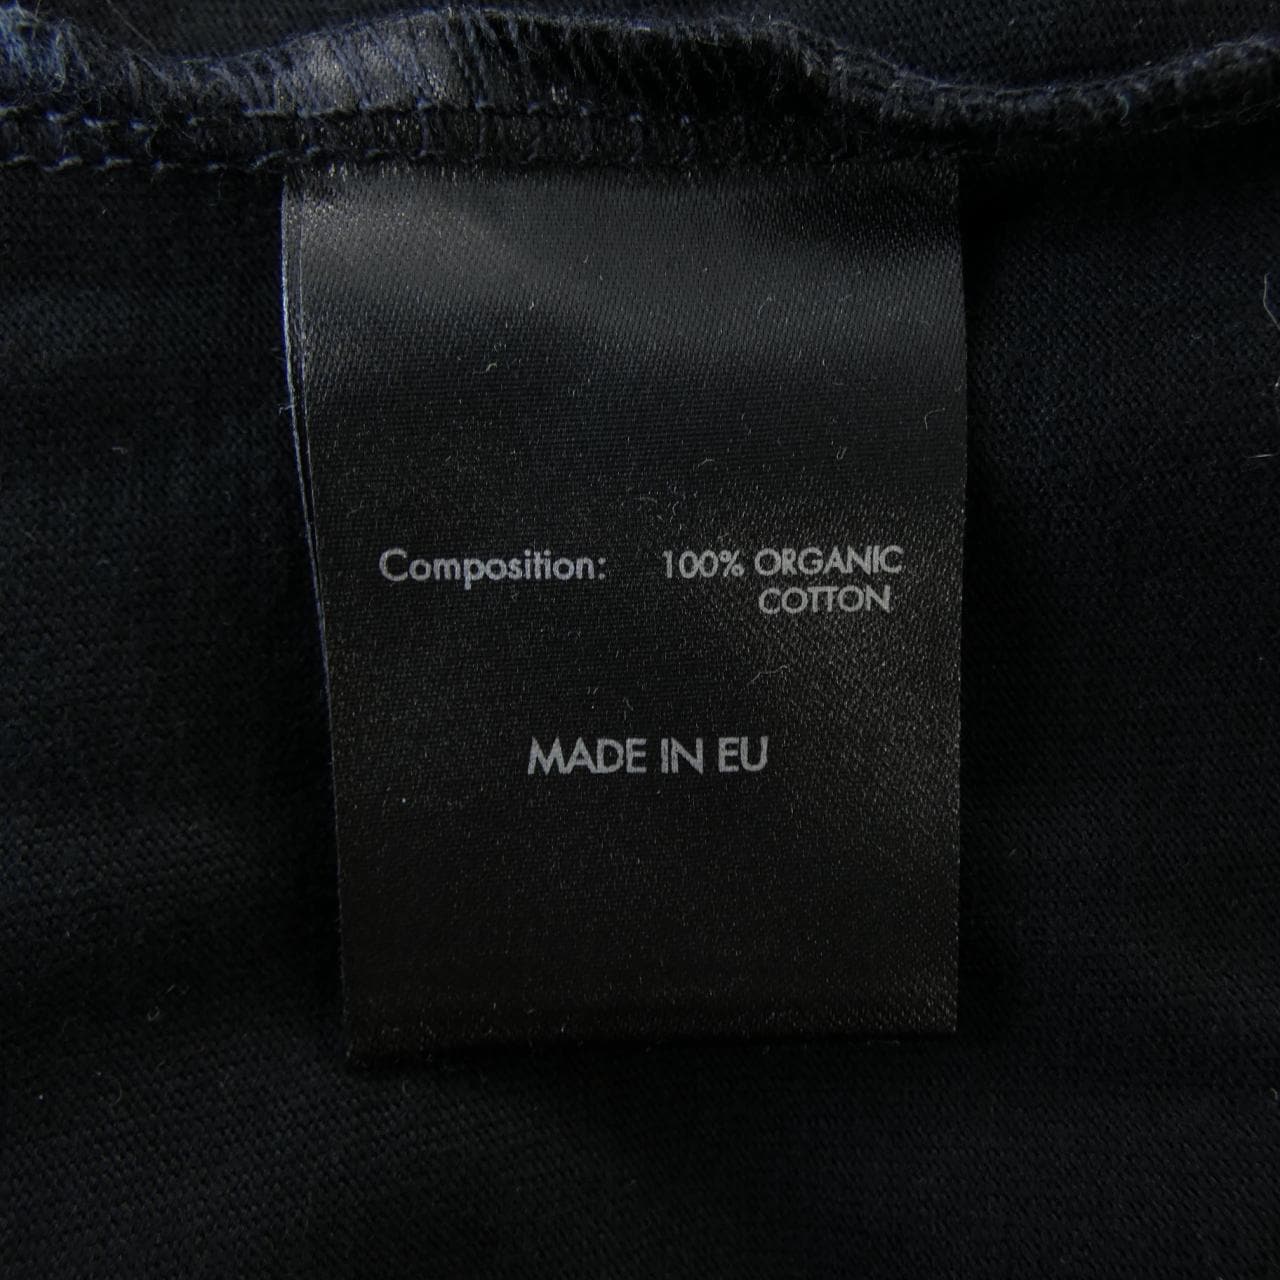 Composition: 100% ORGANIC
COTTON
MADE IN EU